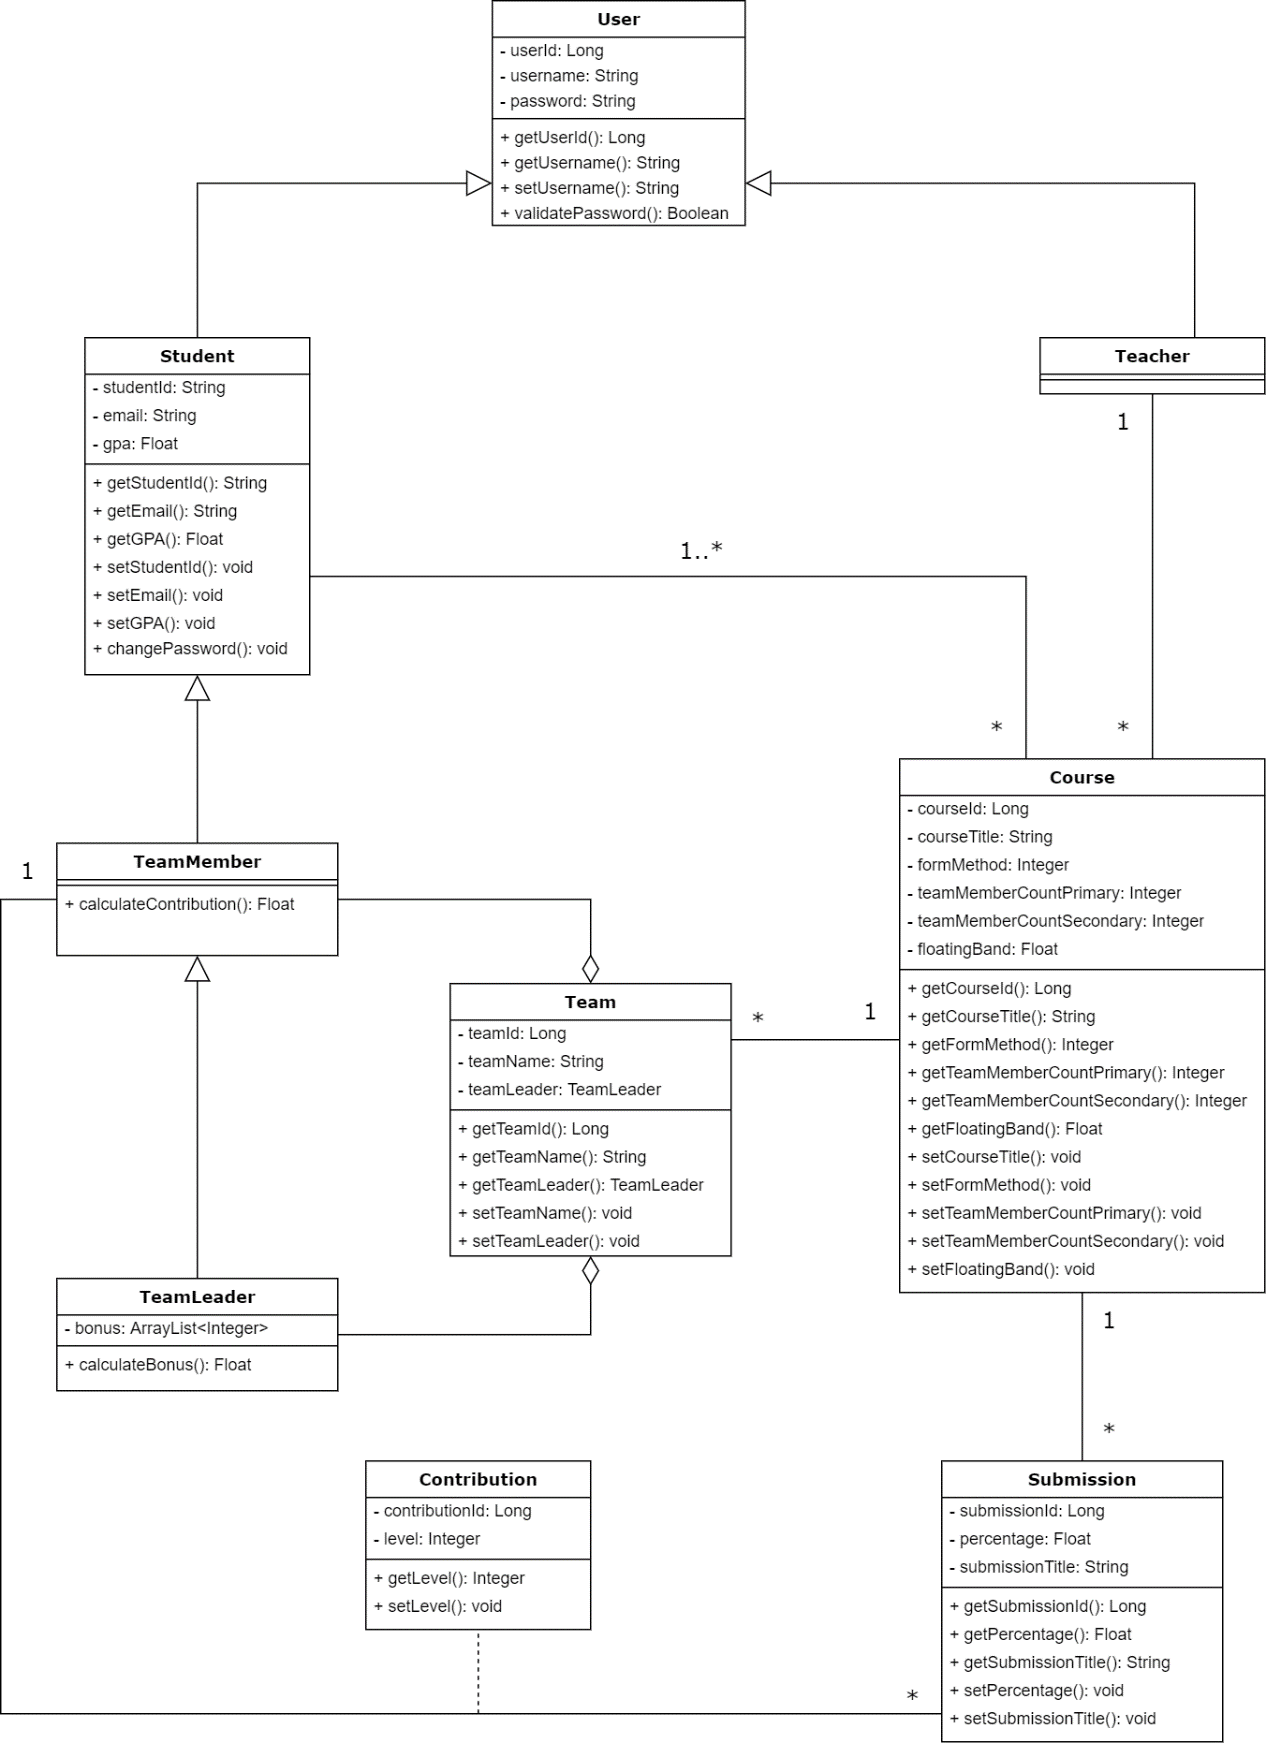 User
- userId: Long
- username: String
- password: String
+ getUserId(): Long
+ getUsername(): String
+ setUsername(): String
+ validatePassword(): Boolean
Student
- studentId: String
- email: String
- gpa: Float
+ getStudentId(): String
+ getEmail(): String
+ getGPA(): Float
+ setStudentId(): void
+ setEmail(): void
+ setGPA(): void
+ changePassword(): void
Teacher
1
1..*
*
*
TeamMember
+ calculateContribution(): Float
1
Course
- courseId: Long
- courseTitle: String
- formMethod: Integer
- teamMemberCountPrimary: Integer
- teamMemberCountSecondary: Integer
- floatingBand: Float
+ getCourseId(): Long
+ getCourseTitle(): String
+ getFormMethod(): Integer
+ getTeamMemberCountPrimary(): Integer
+ getTeamMemberCountSecondary(): Integer
+ getFloatingBand(): Float
+ setCourseTitle(): void
+ setFormMethod(): void
+ setTeamMemberCountPrimary(): void
+ setTeamMemberCountSecondary(): void
+ setFloatingBand(): void
Team
- teamId: Long
- teamName: String
- teamLeader: TeamLeader
+ getTeamId(): Long
+ getTeamName(): String
+ getTeamLeader(): TeamLeader
+ setTeamName(): void
+ setTeamLeader(): void
*
1
TeamLeader
- bonus: ArrayList<Integer>
+ calculateBonus(): Float
1
*
Contribution
- contributionId: Long
- level: Integer
+ getLevel(): Integer
+ setLevel(): void
Submission
- submissionId: Long
- percentage: Float
- submissionTitle: String
+ getSubmissionId(): Long
+ getPercentage(): Float
+ getSubmissionTitle(): String
+ setPercentage(): void
+ setSubmissionTitle(): void
*